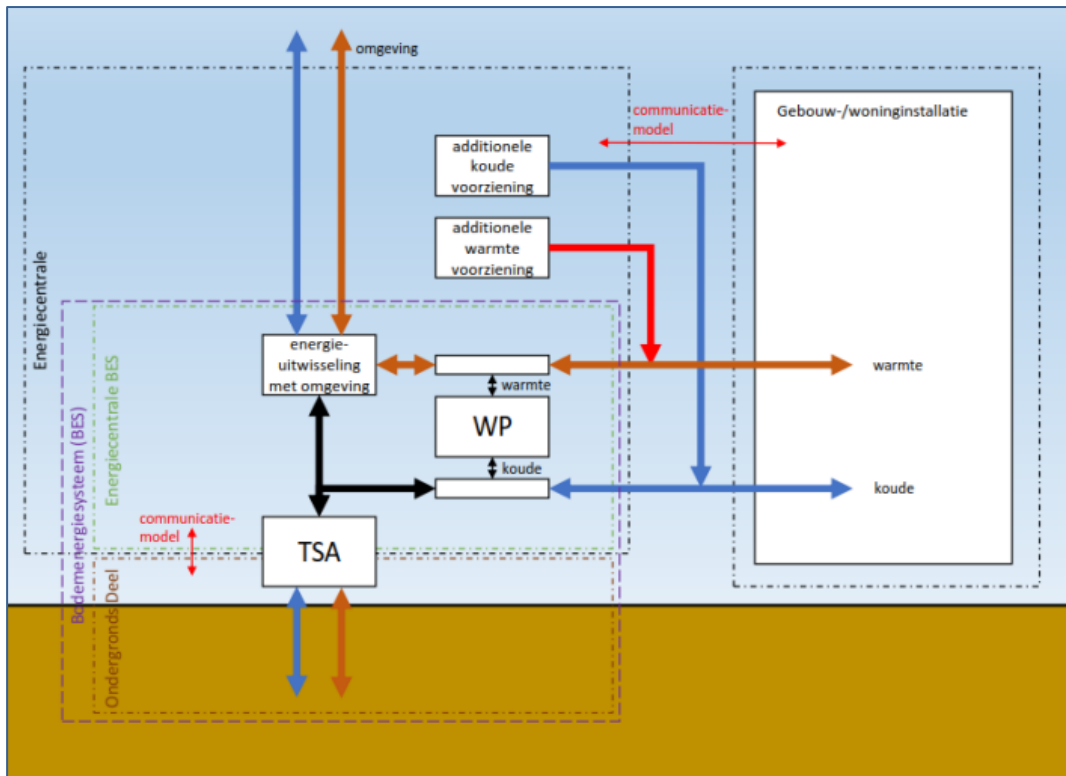 omgeving
communicatie-
model
Gebouw-/woninginstallatie
additionele
koude
voorziening
additionele
warmte
voorziening
Energiecentrale
energie-
uitwisseling
met omgeving
warmte
warmte
WP
koude
koude
Energiecentrale BES
Bodemenergiesysteem (BES)
communicatie-
model
TSA
Ondergronds Deel